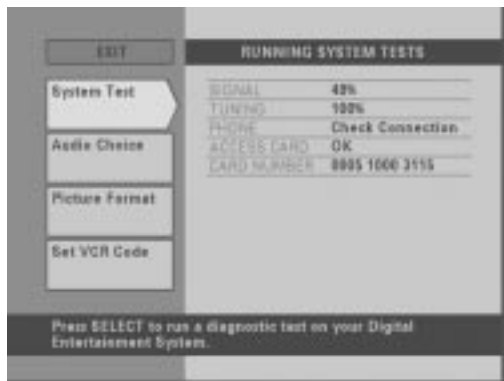 EXIT
RUNNING SYSTEM TESTS
System Test
Audio Choice
Picture Format
Set VCR Code
SIGNAL 49%
TUNING 100%
PHONE Check Connection
ACCESS CARD OK
CARD NUMBER 0005 1000 3115
Press SELECT to run a diagnostic test on your Digital
Entertainment System.